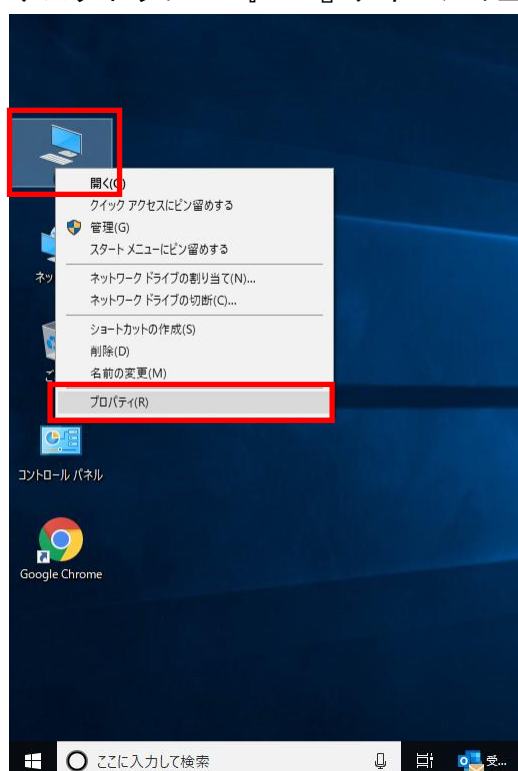 開く(O)
クイック アクセスにピン留めする
管理(G)
スタート メニューにピン留めする
ネットワーク ドライブの割り当て(N)...
ネットワーク ドライブの切断(C)...
ショートカットの作成(S)
削除(D)
名前の変更(M)
プロパティ(R)
ネッ
ご
コントロール パネル
Google Chrome
ここに入力して検索
受...